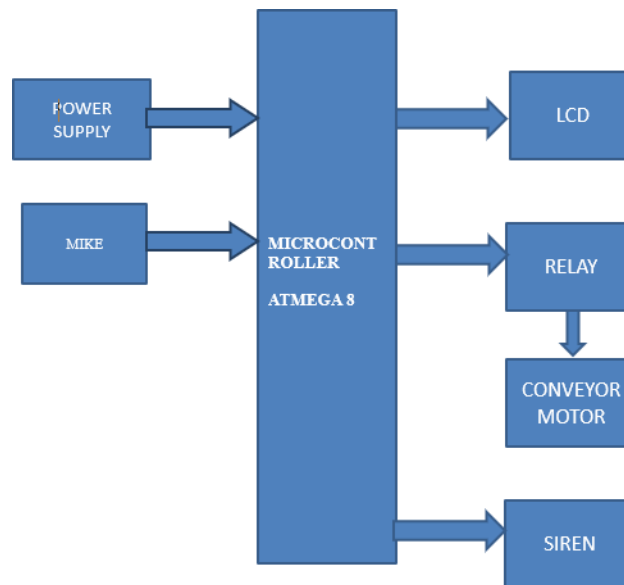 POWER
SUPPLY
MIKE
MICROCONT
ROLLER
ATMEGA 8
LCD
RELAY
CONVEYOR
MOTOR
SIREN